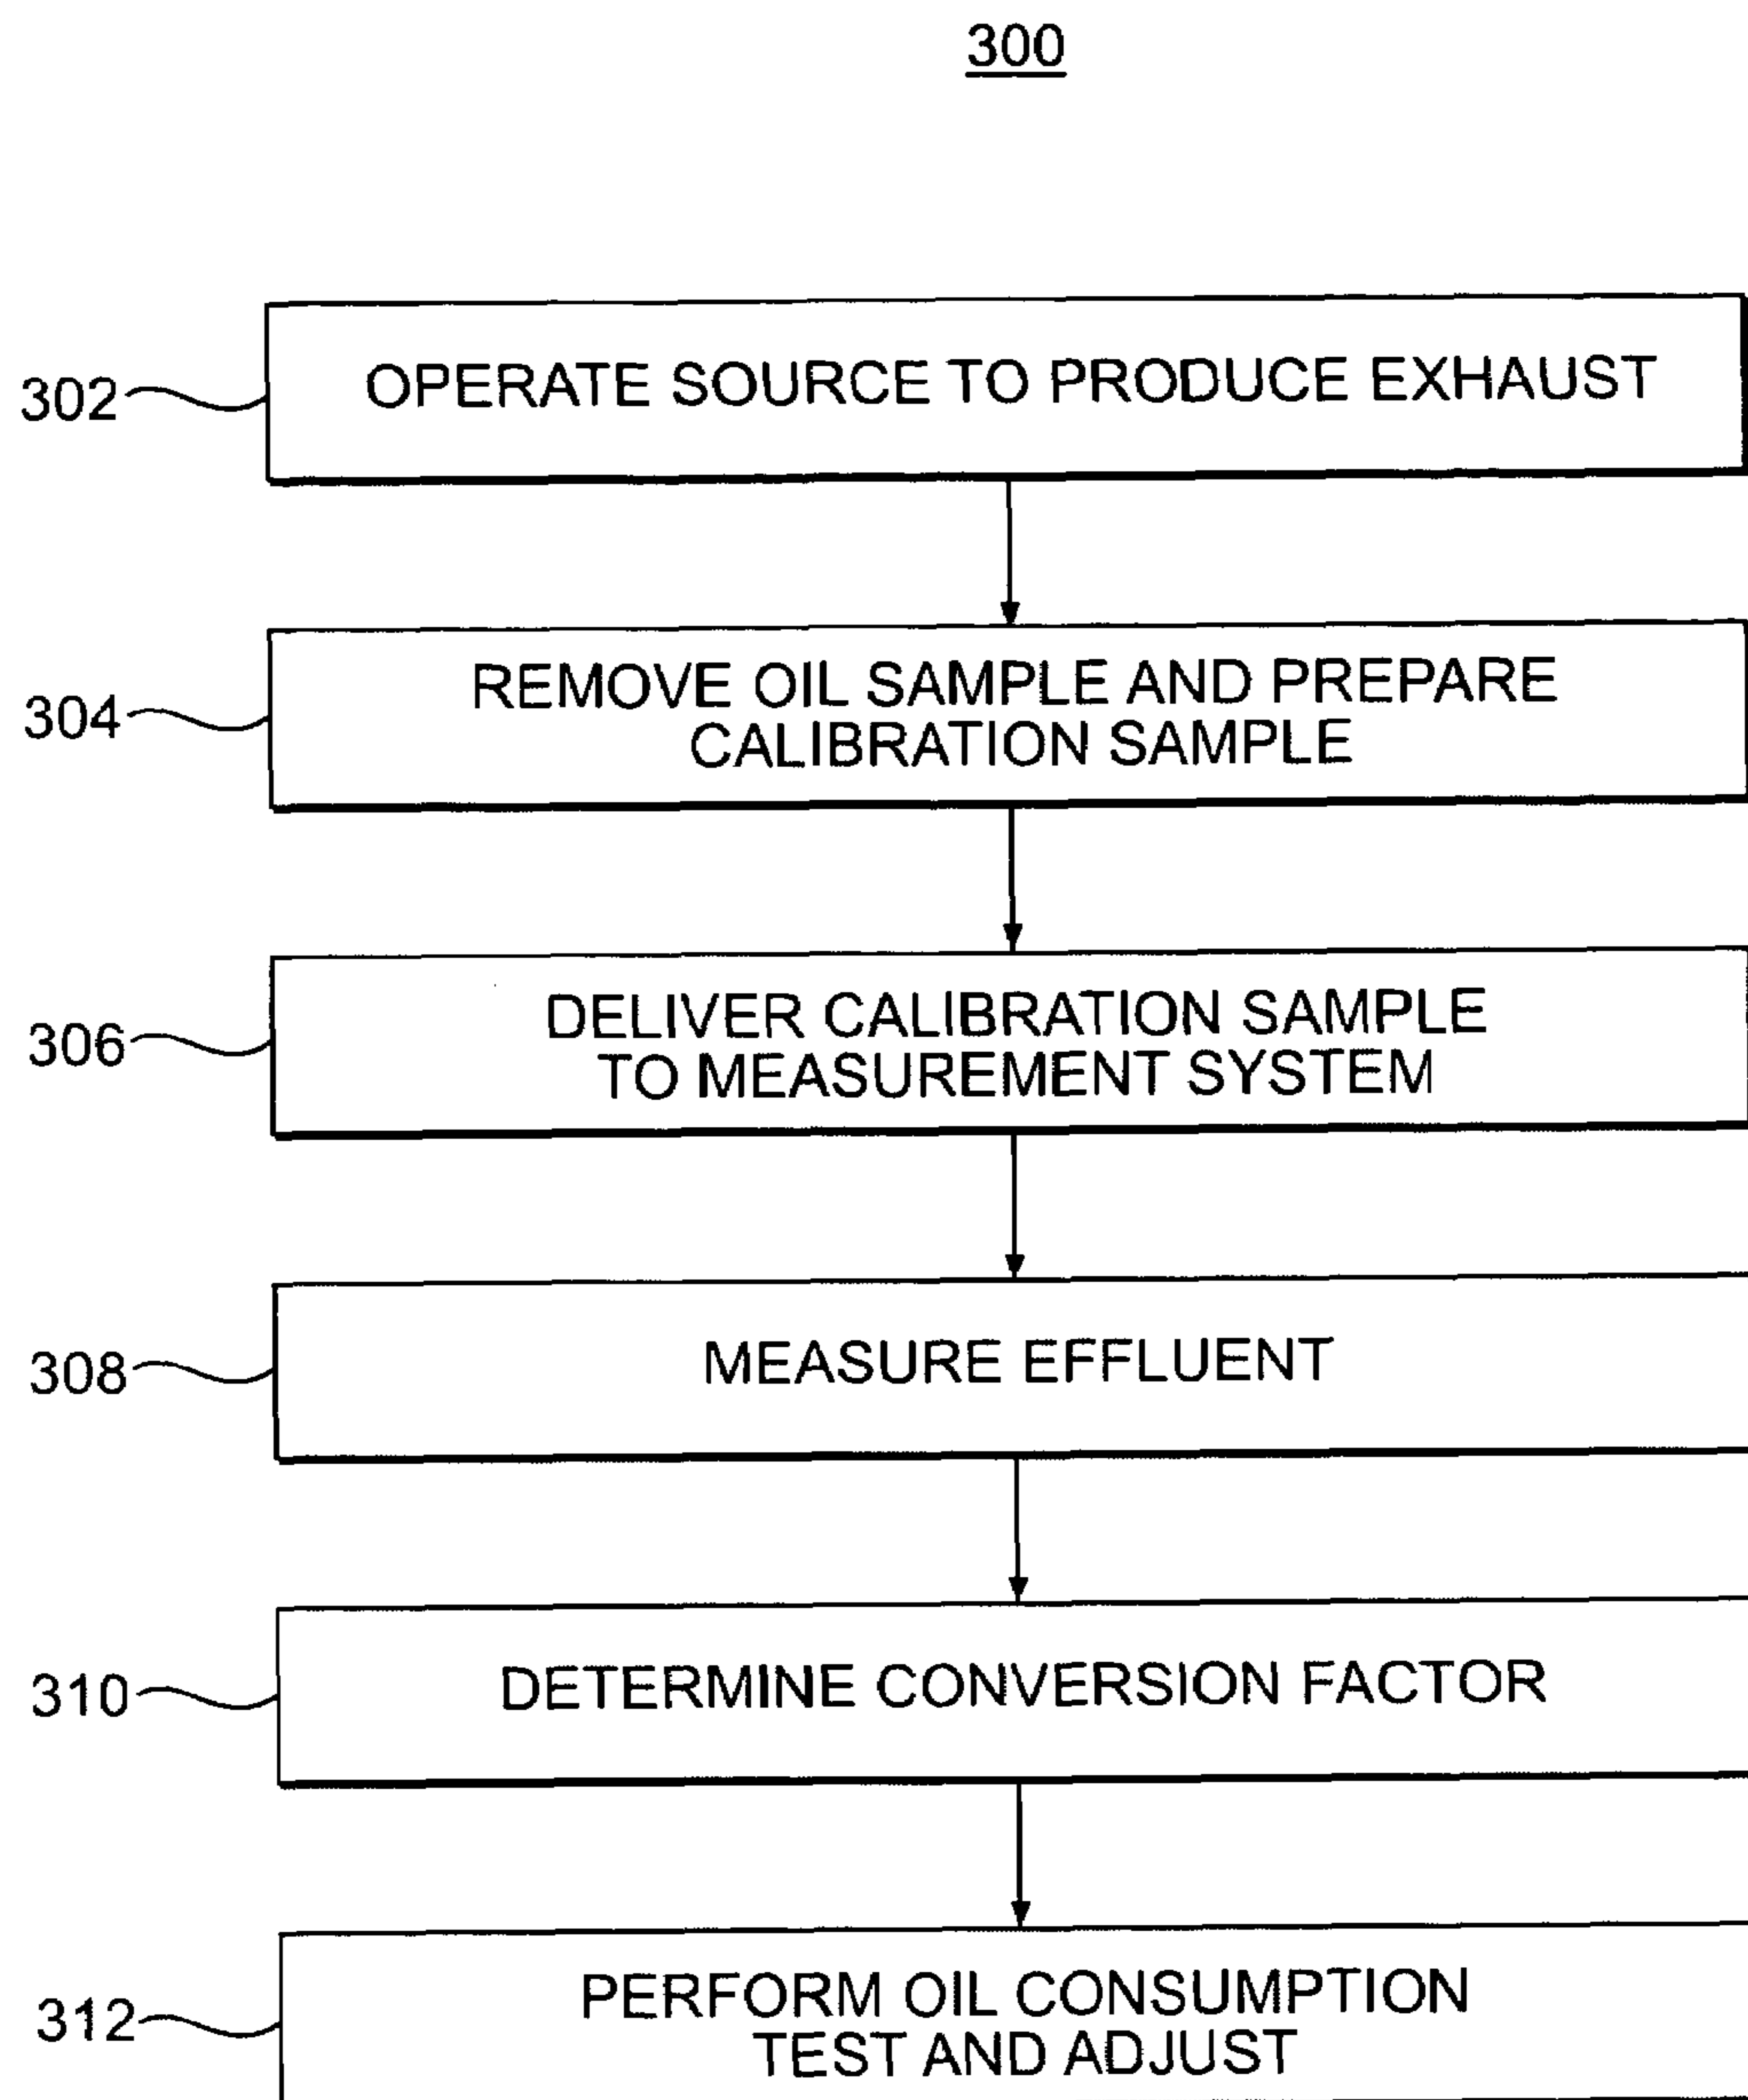 300
302
OPERATE SOURCE TO PRODUCE EXHAUST
304
REMOVE OIL SAMPLE AND PREPARE
CALIBRATION SAMPLE
306
DELIVER CALIBRATION SAMPLE
TO MEASUREMENT SYSTEM
308
MEASURE EFFLUENT
310
DETERMINE CONVERSION FACTOR
312
PERFORM OIL CONSUMPTION
TEST AND ADJUST